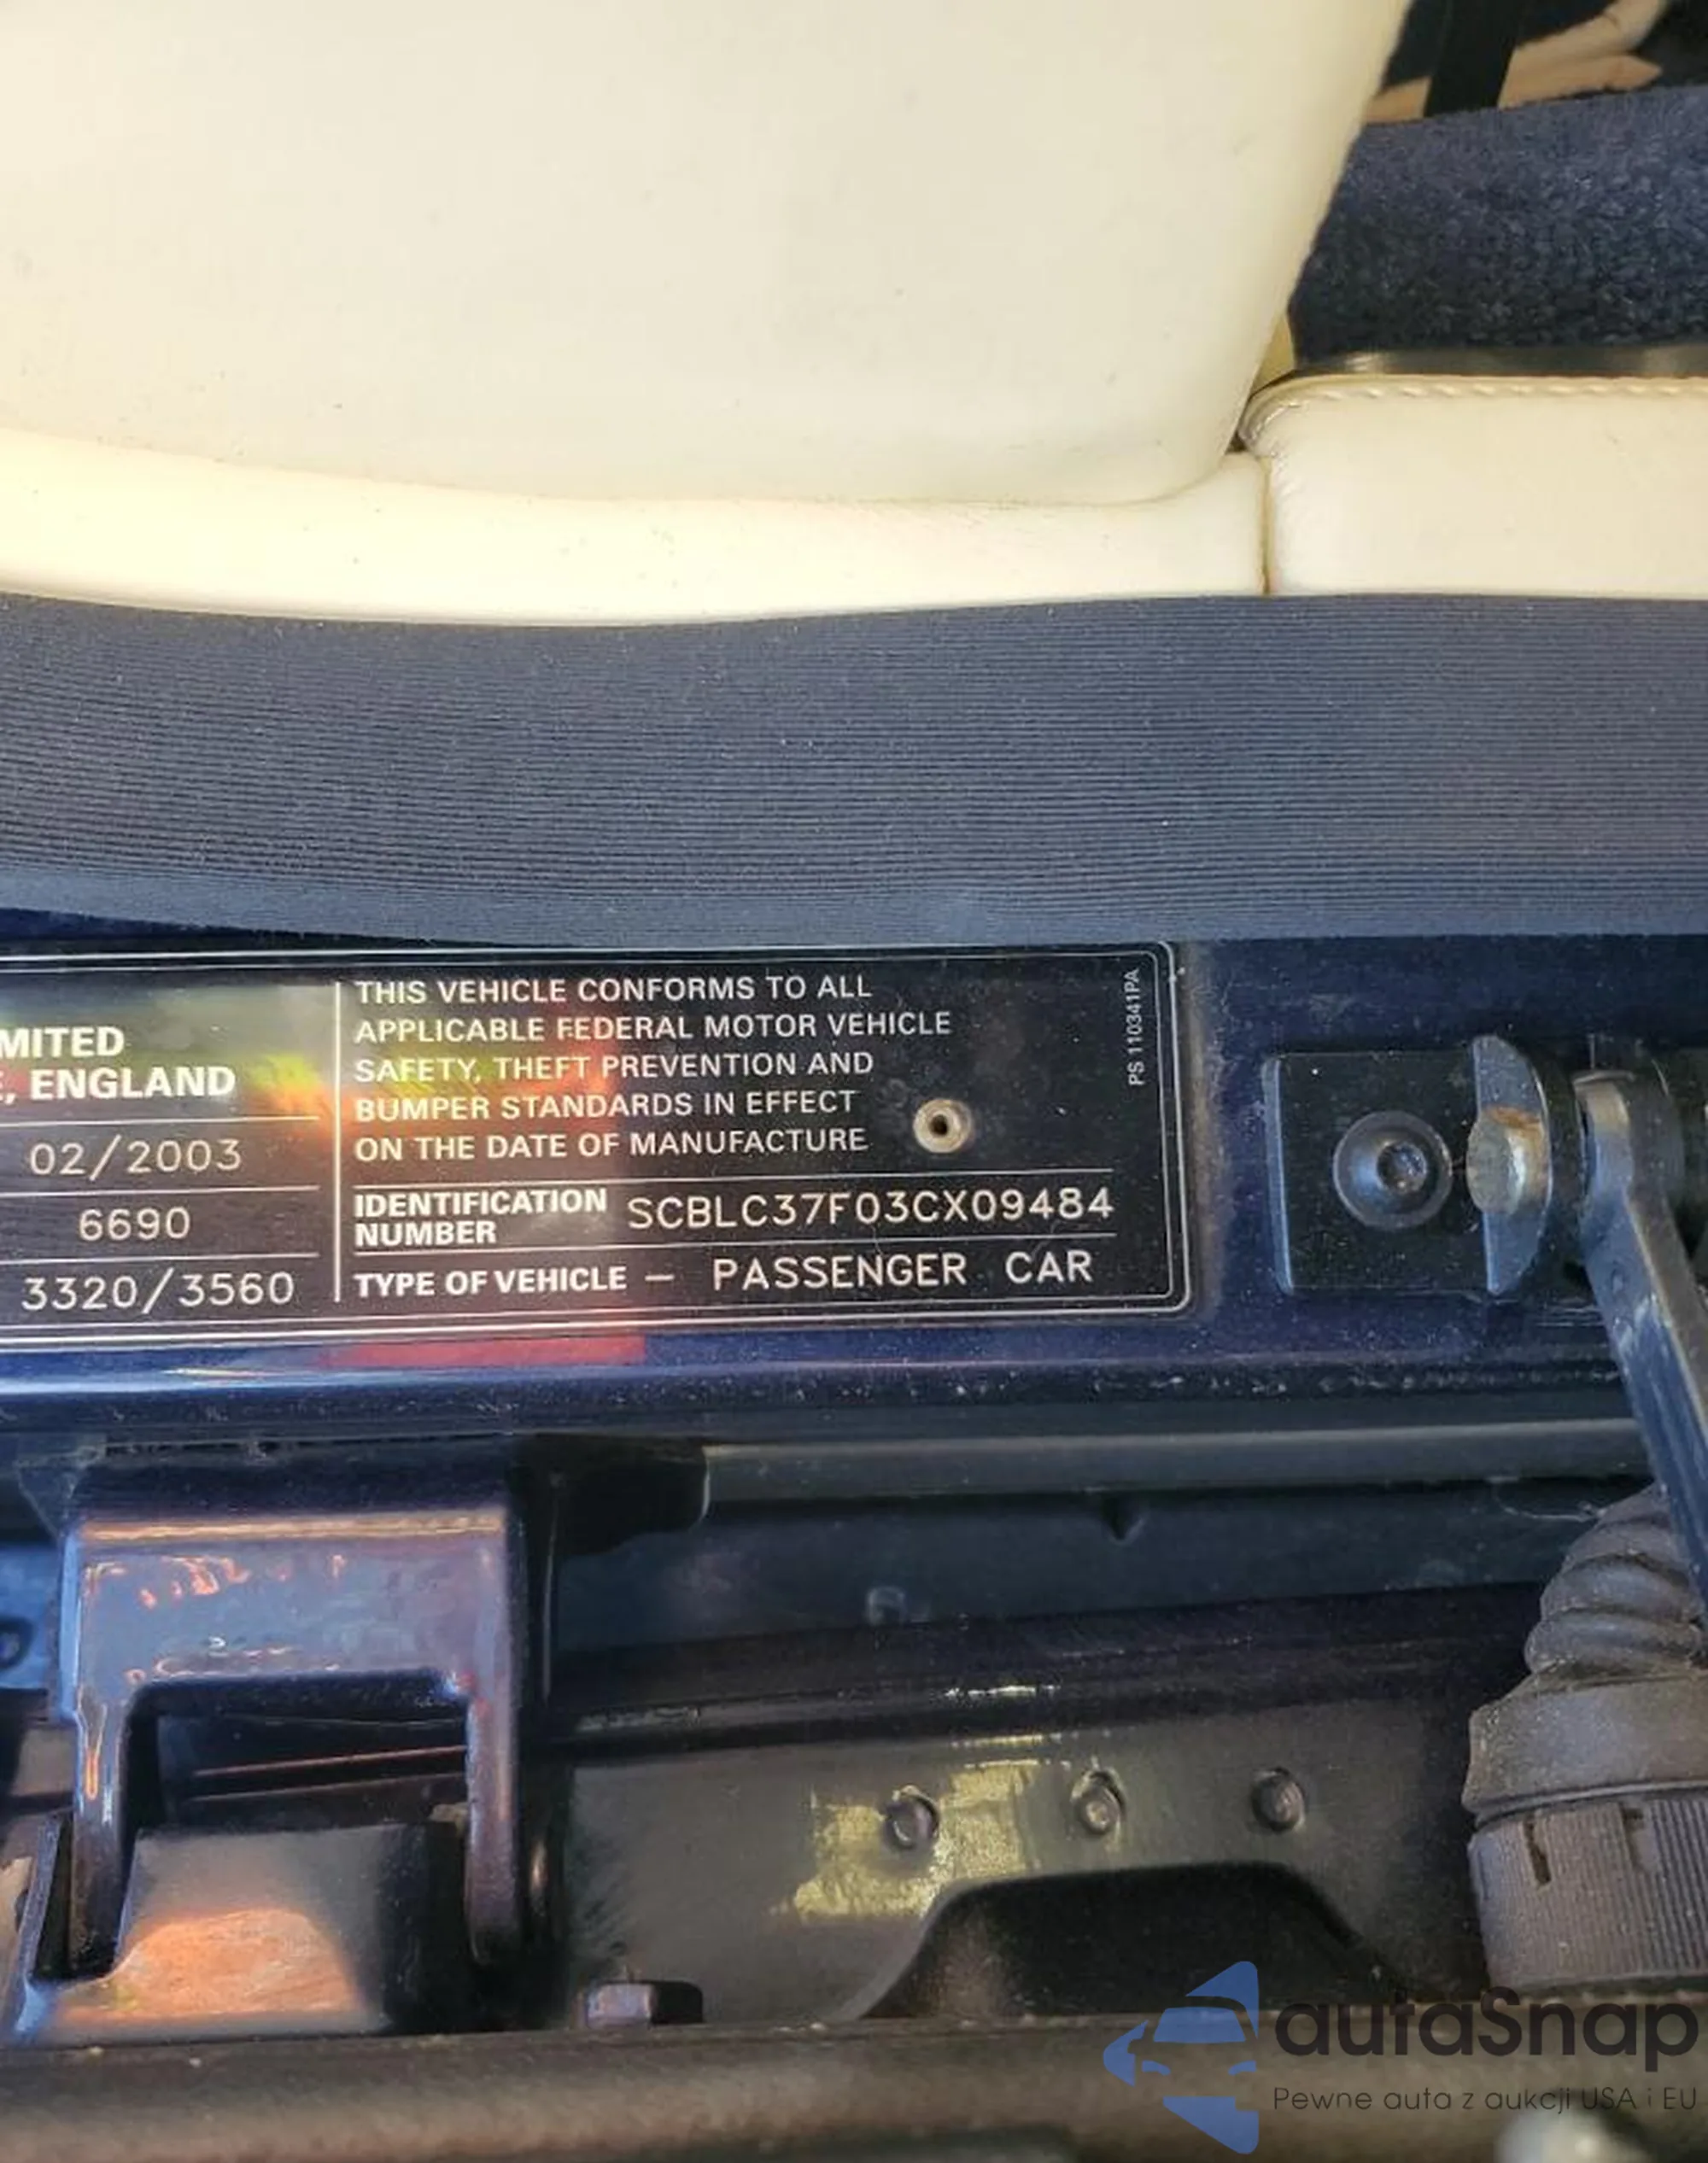 MITED
, ENGLAND
02/2003
6690
3320/3560
THIS VEHICLE CONFORMS TO ALL
APPLICABLE FEDERAL MOTOR VEHICLE
SAFETY, THEFT PREVENTION AND
BUMPER STANDARDS IN EFFECT
ON THE DATE OF MANUFACTURE
IDENTIFICATION
NUMBER SCBLC37F03CX09484
TYPE OF VEHICLE – PASSENGER CAR
PS 110341PA
autaSnap
Pewne auta z aukcji USA i EU